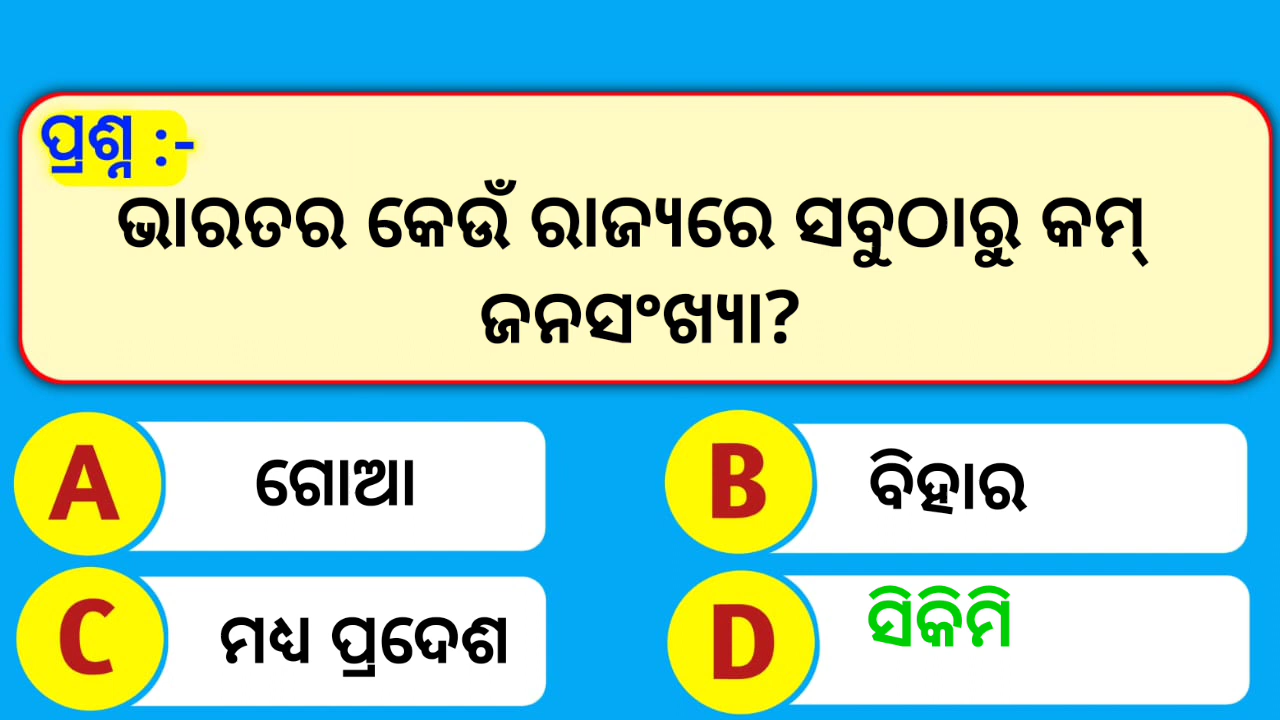 ପ୍ରଶ୍ନ :-
ଭାରତର କେଉଁ ରାଜ୍ୟରେ ସବୁଠାରୁ କମ୍
ଜନସଂଖ୍ୟା?
A ଗୋଆ
B ବିହାର
C ମଧ୍ୟ ପ୍ରଦେଶ
D ସିକିମି